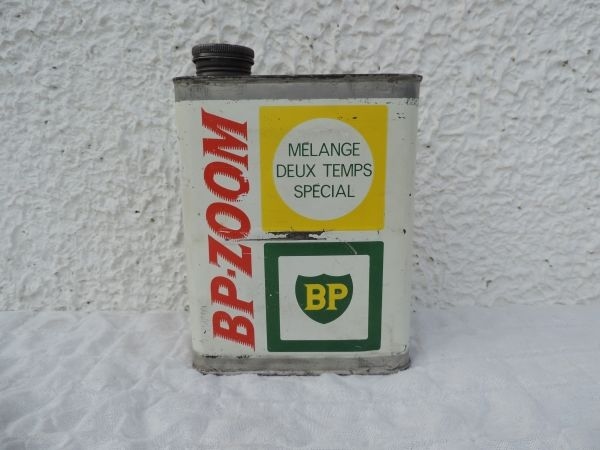 BP-ZOOM
MÉLANGE
DEUX TEMPS
SPÉCIAL
BP